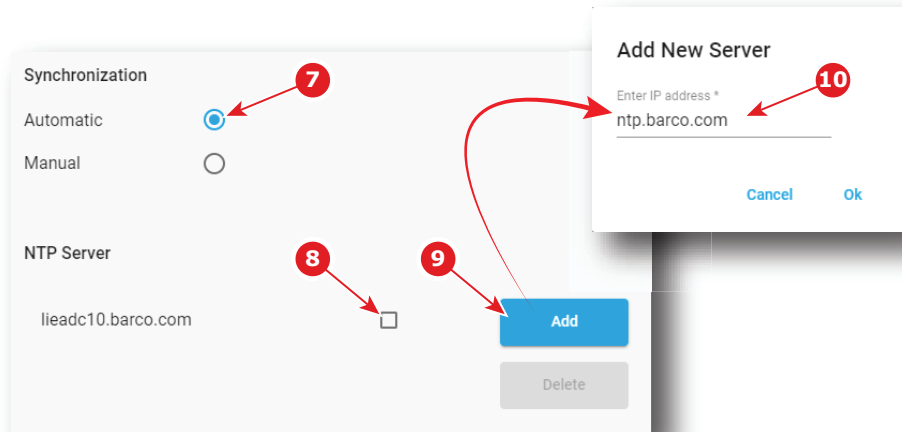 Add New Server
Synchronization
7
10
Enter IP address *
Automatic
ntp.barco.com
Manual
Cancel
Ok
NTP Server
8
9
lieadc10.barco.com
Add
Delete